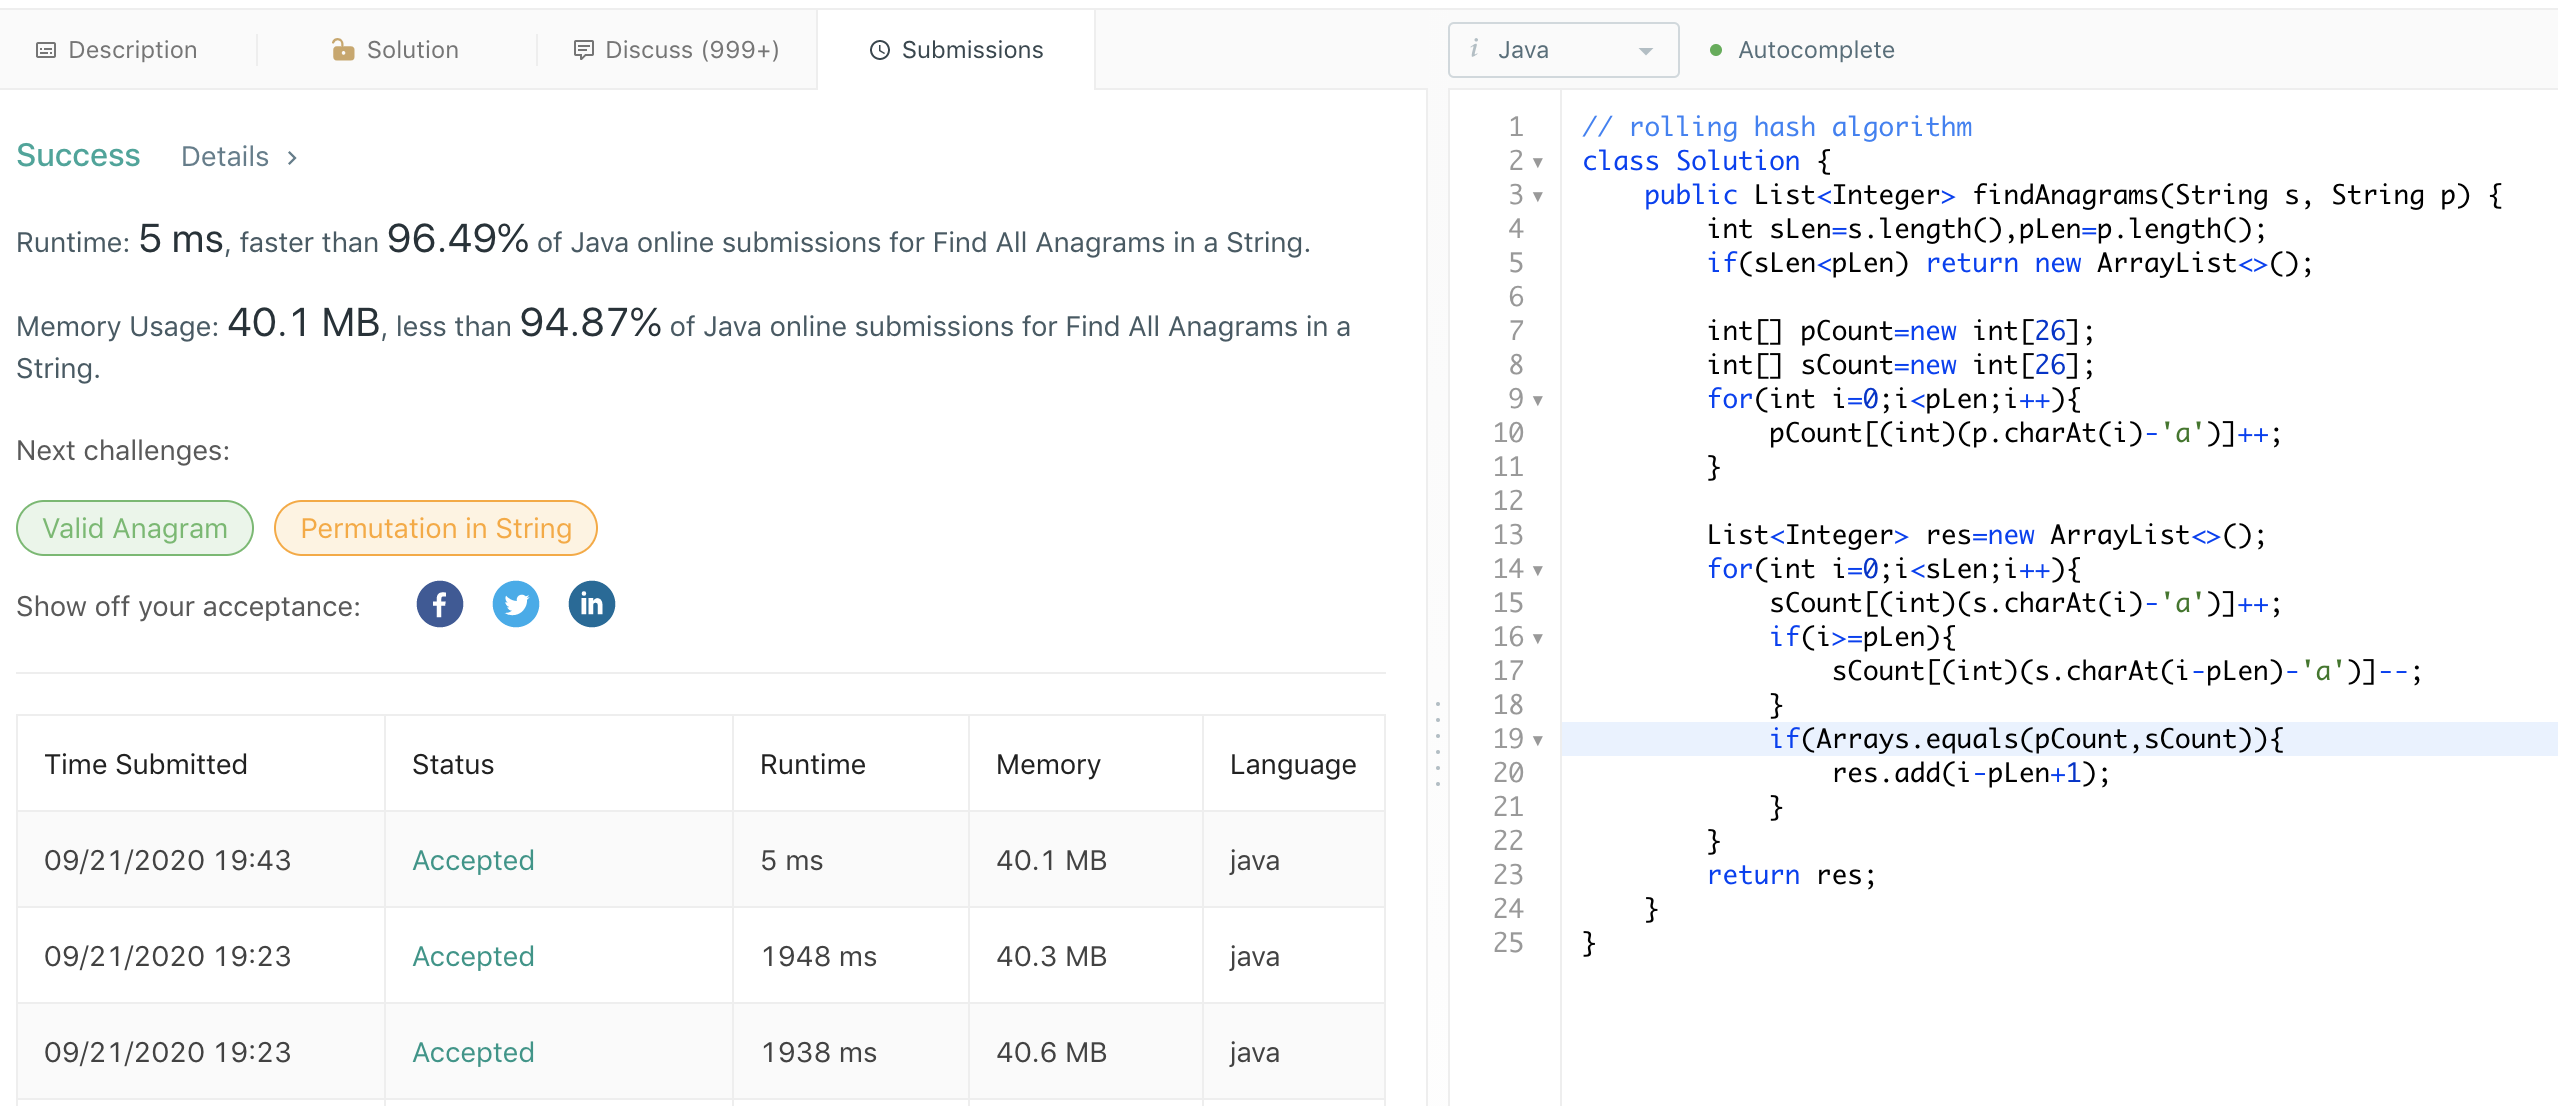 Description
Solution
Discuss (999+)
Submissions
i Java
Autocomplete
Success Details >
Runtime: 5 ms, faster than 96.49% of Java online submissions for Find All Anagrams in a String.
Memory Usage: 40.1 MB, less than 94.87% of Java online submissions for Find All Anagrams in a
String.
Next challenges:
Valid Anagram
Permutation in String
Show off your acceptance:
f
in
Time Submitted Status Runtime Memory Language
09/21/2020 19:43 Accepted 5 ms 40.1 MB java
09/21/2020 19:23 Accepted 1948 ms 40.3 MB java
09/21/2020 19:23 Accepted 1938 ms 40.6 MB java
1 // rolling hash algorithm
2 class Solution {
3     public List<Integer> findAnagrams(String s, String p) {
4         int sLen=s.length(),pLen=p.length();
5         if(sLen<pLen) return new ArrayList<>();
6
7         int[] pCount=new int[26];
8         int[] sCount=new int[26];
9         for(int i=0;i<pLen;i++){
10             pCount[(int)(p.charAt(i)-'a')]++;
11         }
12
13         List<Integer> res=new ArrayList<>();
14         for(int i=0;i<sLen;i++){
15             sCount[(int)(s.charAt(i)-'a')]++;
16             if(i>=pLen){
17                 sCount[(int)(s.charAt(i-pLen)-'a')]--;
18             }
19             if(Arrays.equals(pCount,sCount)){
20                 res.add(i-pLen+1);
21             }
22         }
23         return res;
24     }
25 }